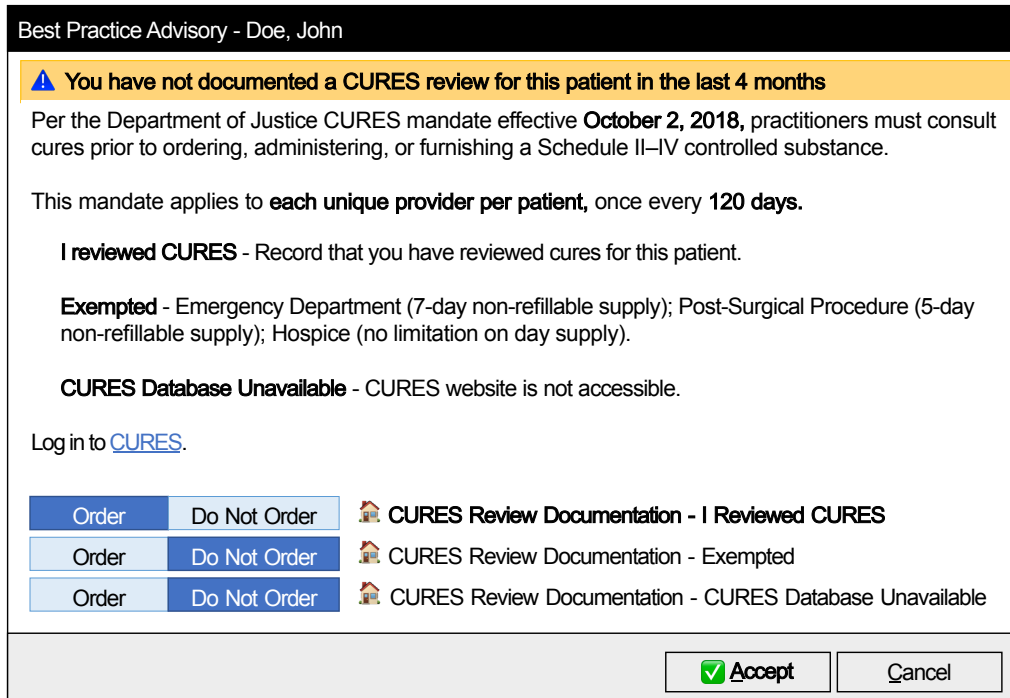 Best Practice Advisory - Doe, John
You have not documented a CURES review for this patient in the last 4 months
Per the Department of Justice CURES mandate effective October 2, 2018, practitioners must consult
cures prior to ordering, administering, or furnishing a Schedule II–IV controlled substance.
This mandate applies to each unique provider per patient, once every 120 days.
I reviewed CURES - Record that you have reviewed cures for this patient.
Exempted - Emergency Department (7-day non-refillable supply); Post-Surgical Procedure (5-day
non-refillable supply); Hospice (no limitation on day supply).
CURES Database Unavailable - CURES website is not accessible.
Log in to CURES.
Order Do Not Order CURES Review Documentation - I Reviewed CURES
Order Do Not Order CURES Review Documentation - Exempted
Order Do Not Order CURES Review Documentation - CURES Database Unavailable
Accept Cancel